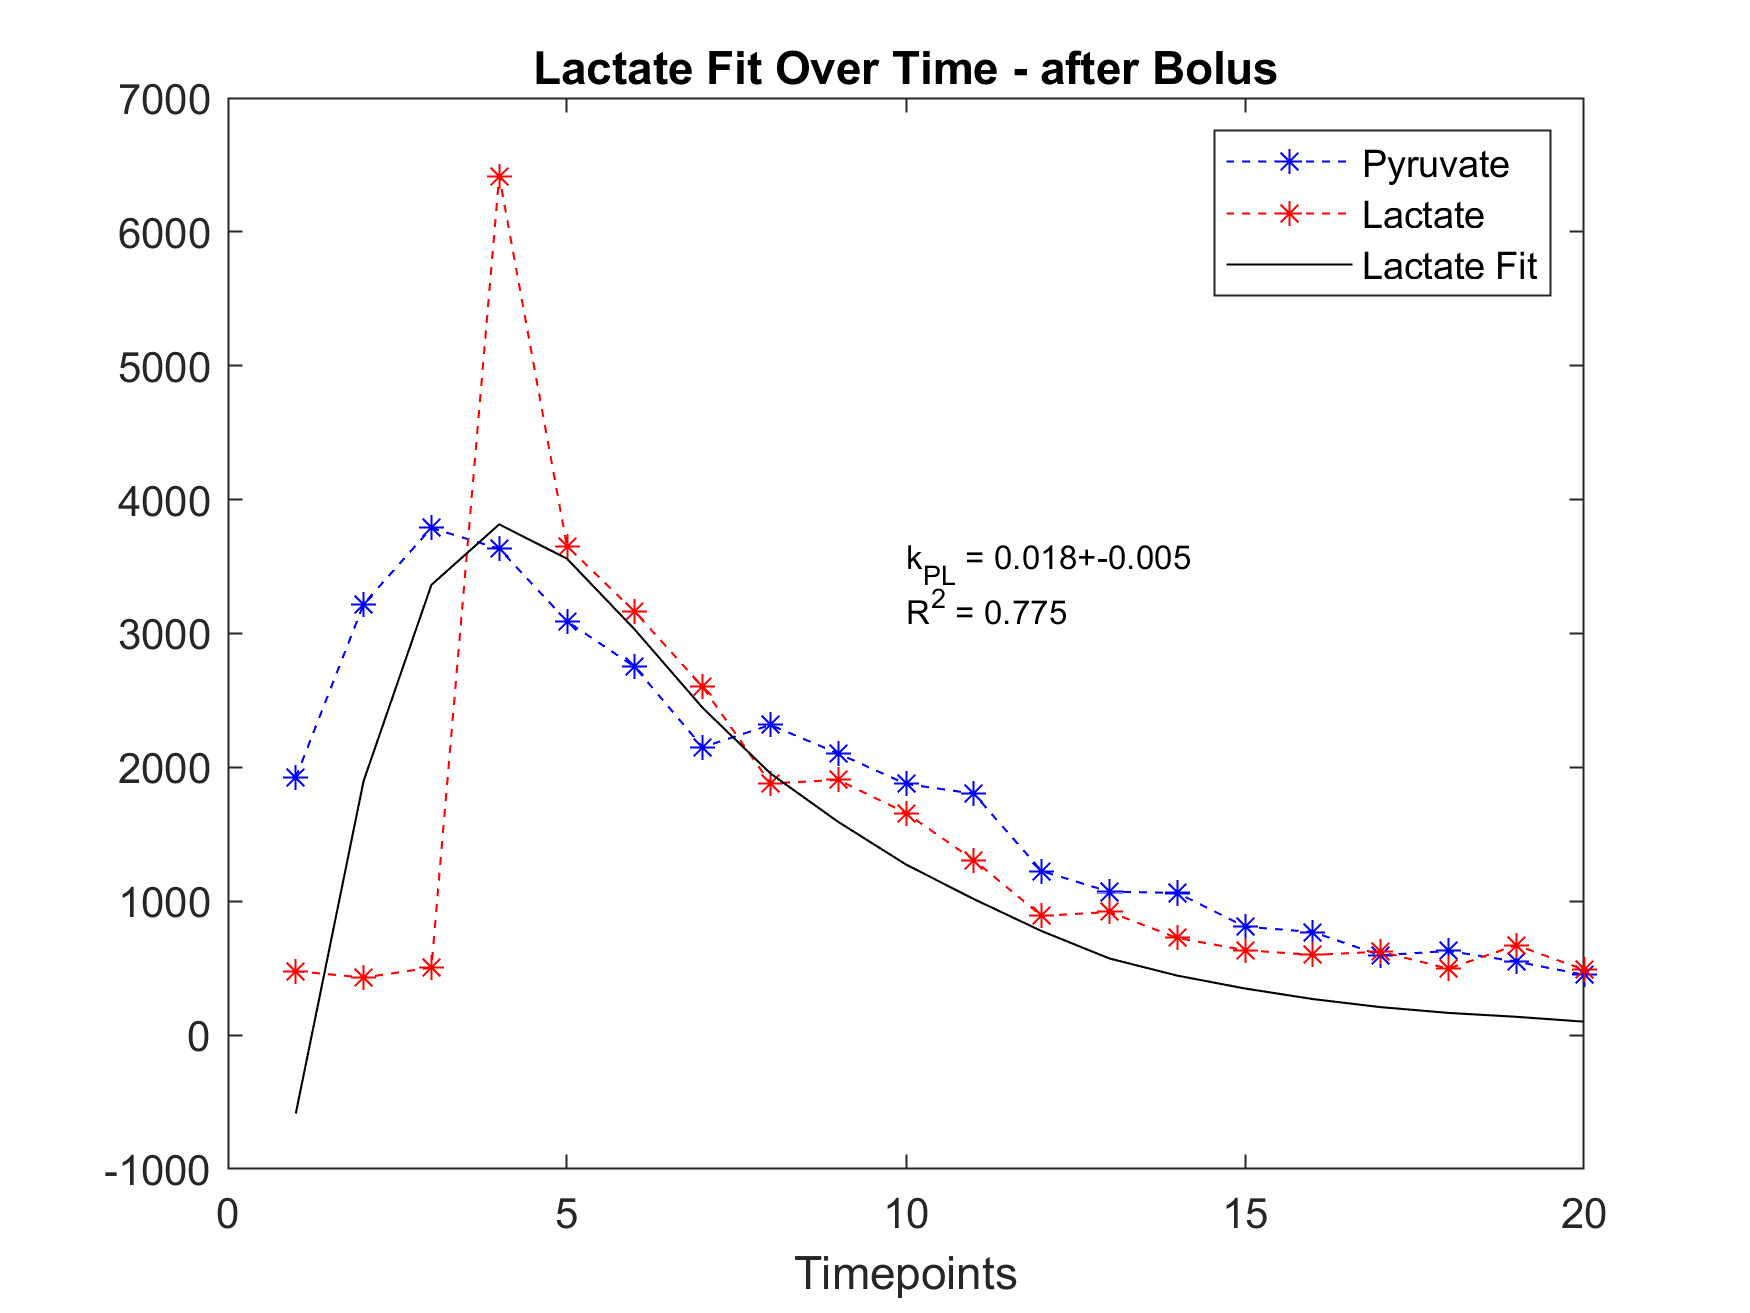 Lactate Fit Over Time - after Bolus
7000
6000
5000
4000
3000
2000
1000
0
-1000
Pyruvate
Lactate
Lactate Fit
kPL = 0.018+-0.005
R2 = 0.775
0 5 10 15 20
Timepoints